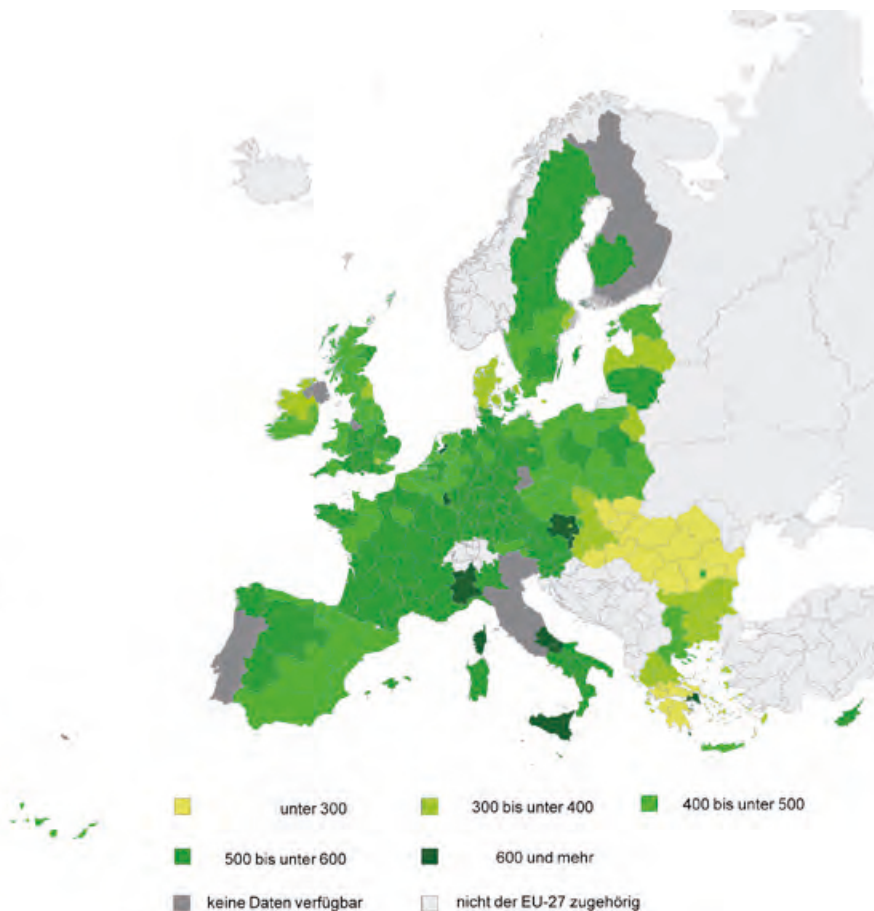 unter 300
300 bis unter 400
400 bis unter 500
500 bis unter 600
600 und mehr
keine Daten verfügbar
nicht der EU-27 zugehörig